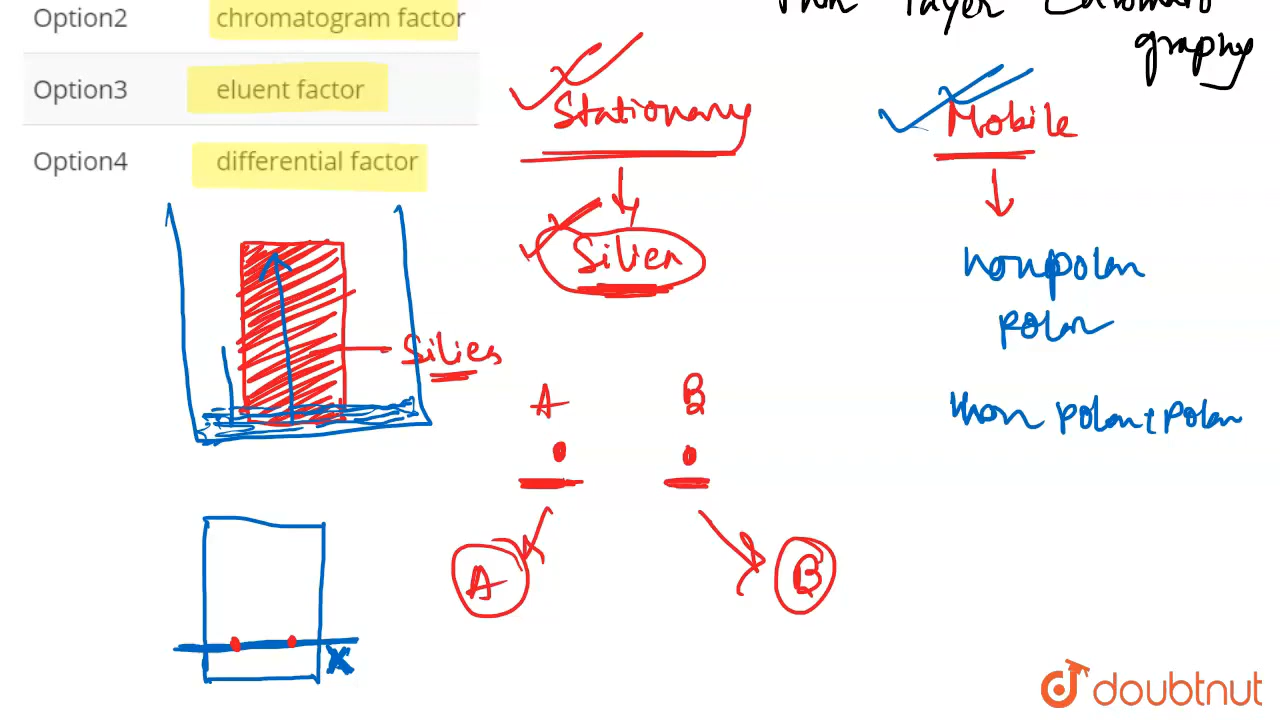 Option2 chromatogram factor
Option3 eluent factor
Option4 differential factor
layer
graphy
Stationary
Mobile
Silica
nonpolar
polar
Silica
A B
non polar + polar
A B
X
doubtnut